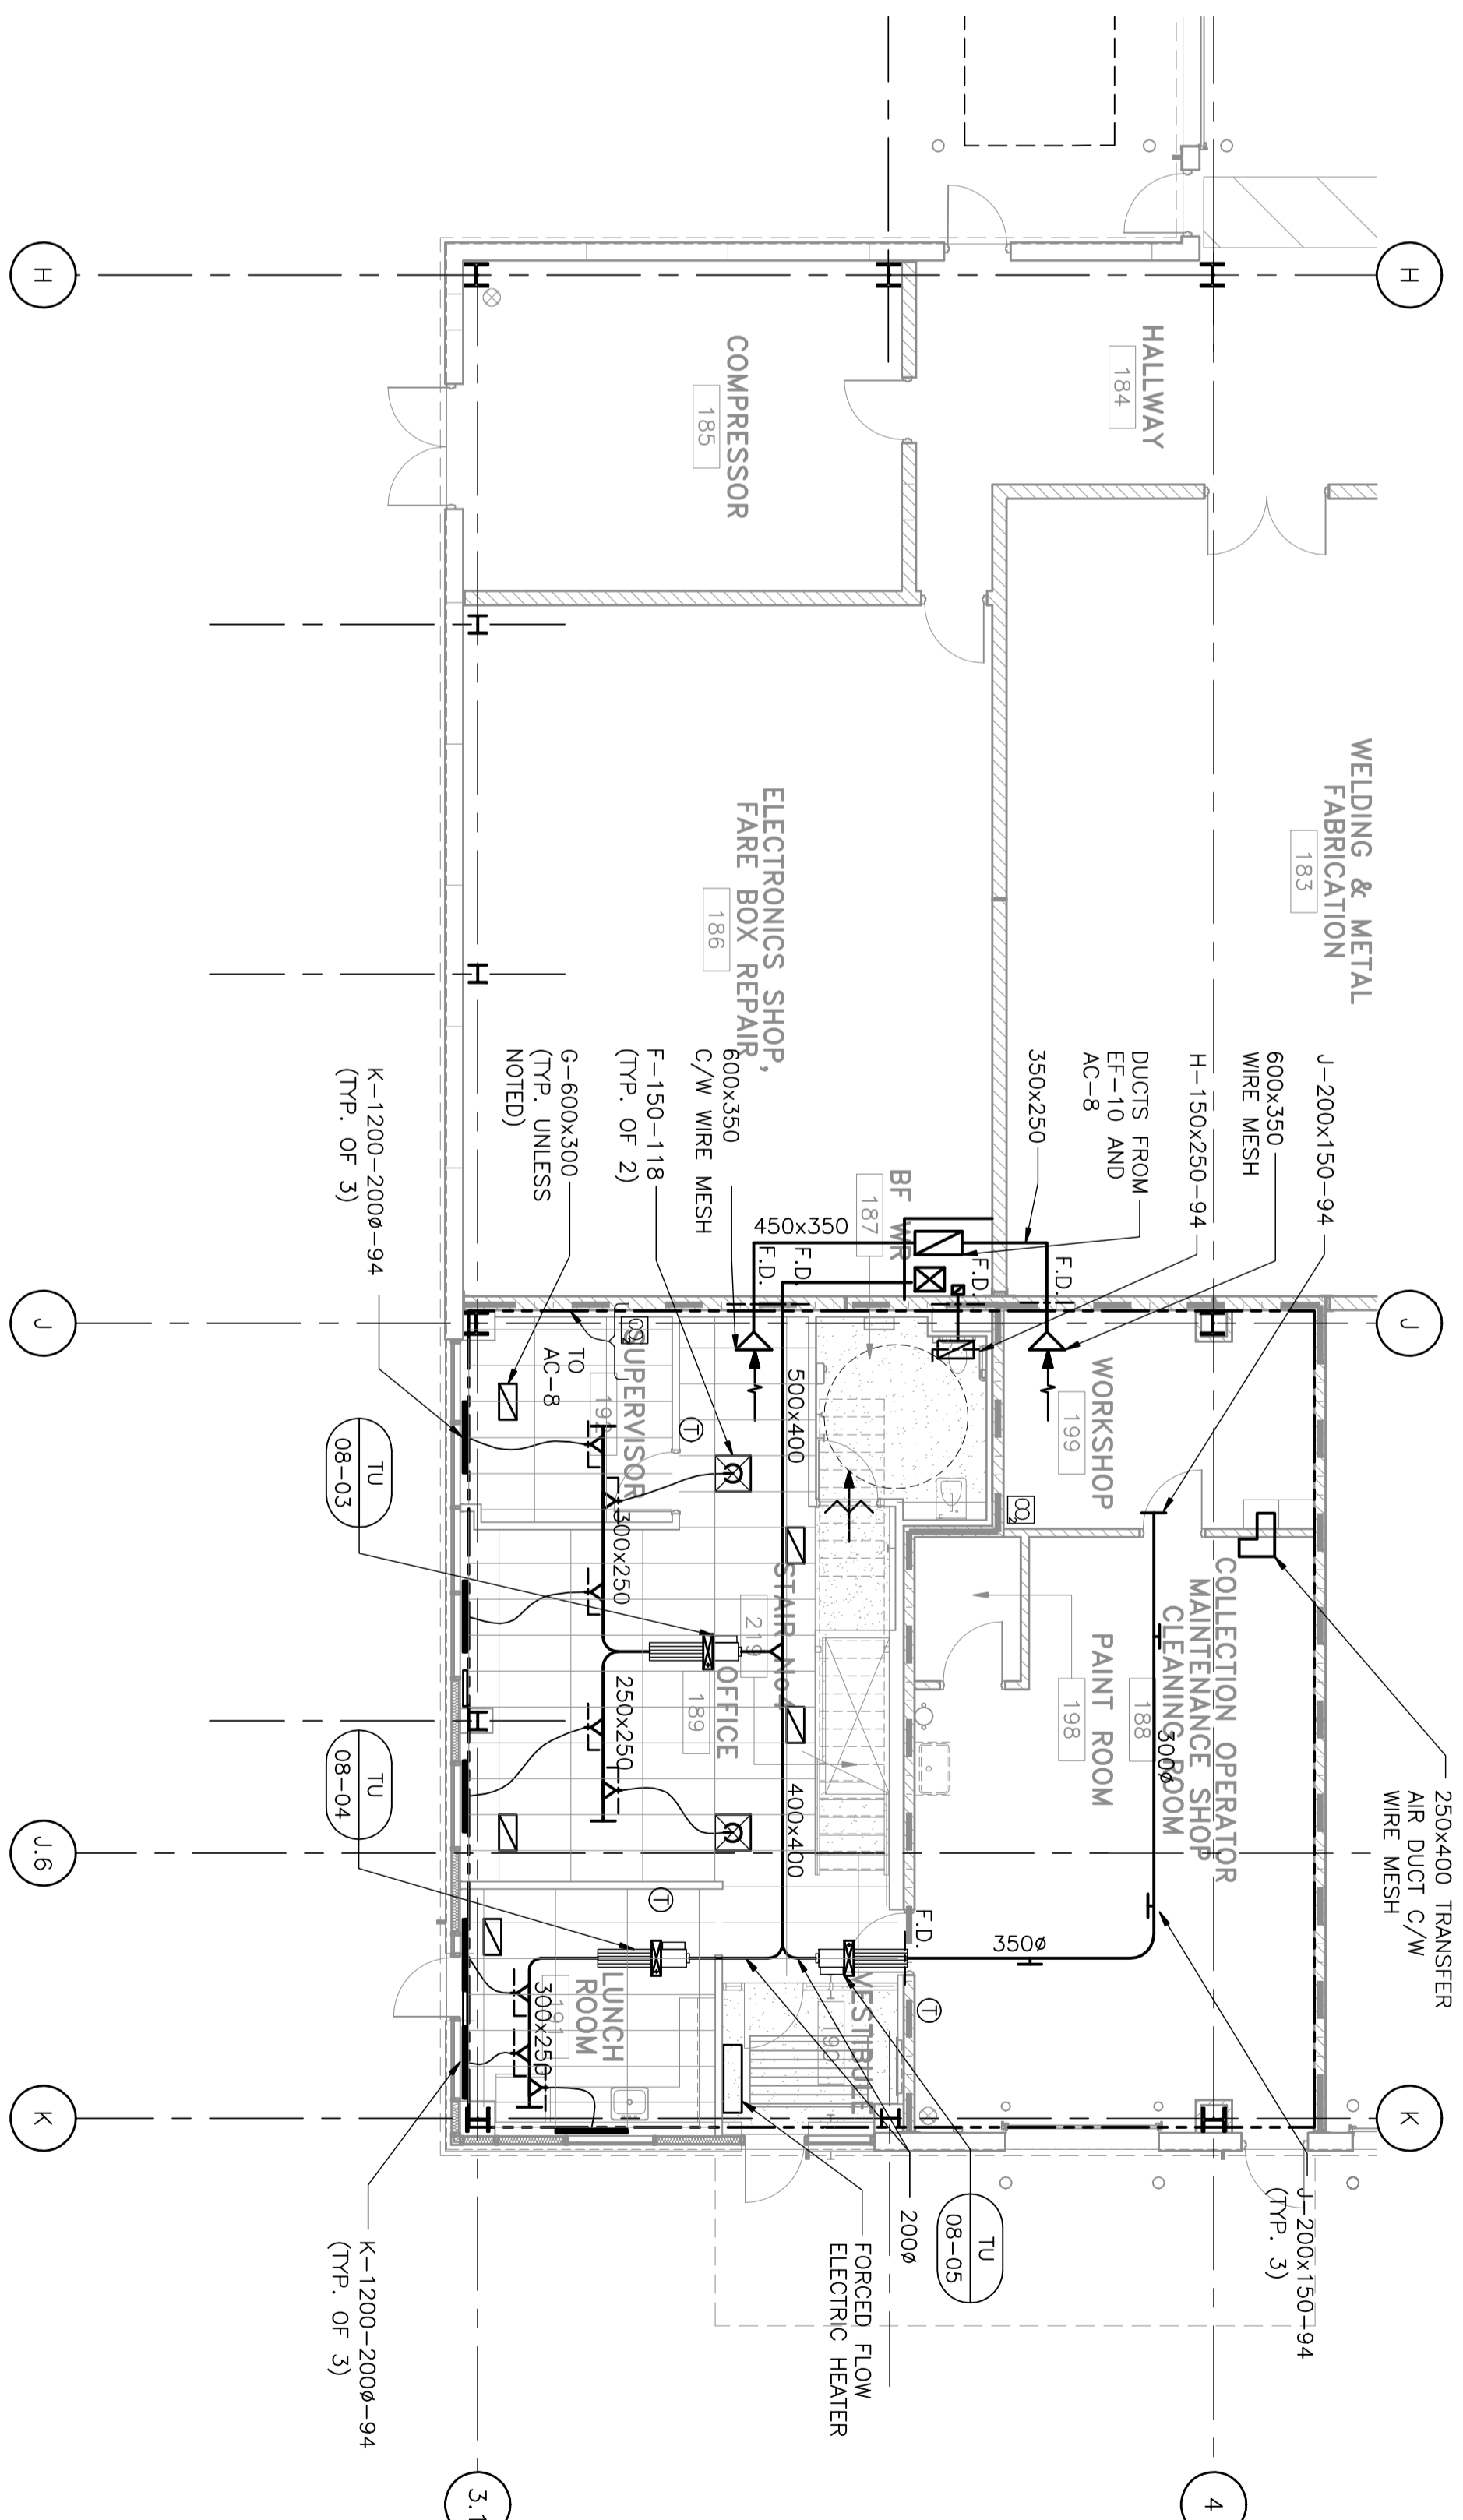 H
H
HALLWAY
184
COMPRESSOR
185
WELDING & METAL
FABRICATION
183
ELECTRONICS SHOP,
FARE BOX REPAIR
186
J-200x150-94
600x350
WIRE MESH
H-150x250-94
DUCTS FROM
EF-10 AND
AC-8
350x250
600x350
C/W WIRE MESH
F-150-118
(TYP. OF 2)
G-600x300
(TYP. UNLESS
NOTED)
K-1200-200ø-94
(TYP. OF 3)
BF WR
187
450x350
F.D.
F.D.
F.D.
F.D.
J
J
TO
AC-8
CO2
SUPERVISOR
T
500x400
WORKSHOP
199
CO2
TU
08-03
300x250
STAIR No.
219
OFFICE
189
250x250
400x400
COLLECTION OPERATOR
MAINTENANCE SHOP
CLEANING ROOM
188
300ø
PAINT ROOM
198
250x400 TRANSFER
AIR DUCT C/W
WIRE MESH
TU
08-04
J.6
T
F.D.
350ø
LUNCH
ROOM
191
300x250
VESTIBULE
T
K
K
J-200x150-94
(TYP. 3)
TU
08-05
200ø
FORCED FLOW
ELECTRIC HEATER
K-1200-200ø-94
(TYP. OF 3)
3.1
4